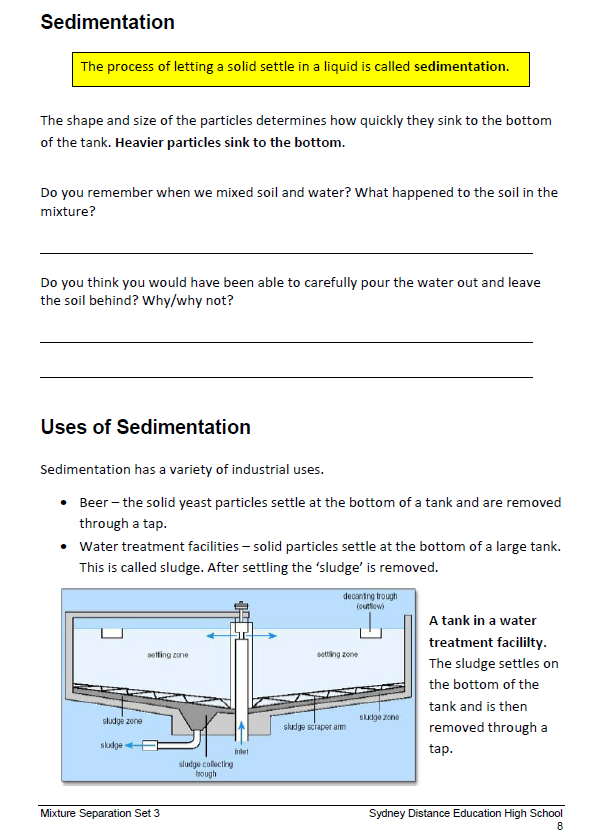 Sedimentation
The process of letting a solid settle in a liquid is called sedimentation.
The shape and size of the particles determines how quickly they sink to the bottom
of the tank. Heavier particles sink to the bottom.
Do you remember when we mixed soil and water? What happened to the soil in the
mixture?
Do you think you would have been able to carefully pour the water out and leave
the soil behind? Why/why not?
Uses of Sedimentation
Sedimentation has a variety of industrial uses.
• Beer – the solid yeast particles settle at the bottom of a tank and are removed
through a tap.
• Water treatment facilities – solid particles settle at the bottom of a large tank.
This is called sludge. After settling the ‘sludge’ is removed.
decanting trough
(outflow)
settling zone
settling zone
sludge zone
sludge zone
sludge scraper arm
sludge
inlet
sludge collecting
trough
A tank in a water
treatment facililty.
The sludge settles on
the bottom of the
tank and is then
removed through a
tap.
Mixture Separation Set 3
Sydney Distance Education High School
8